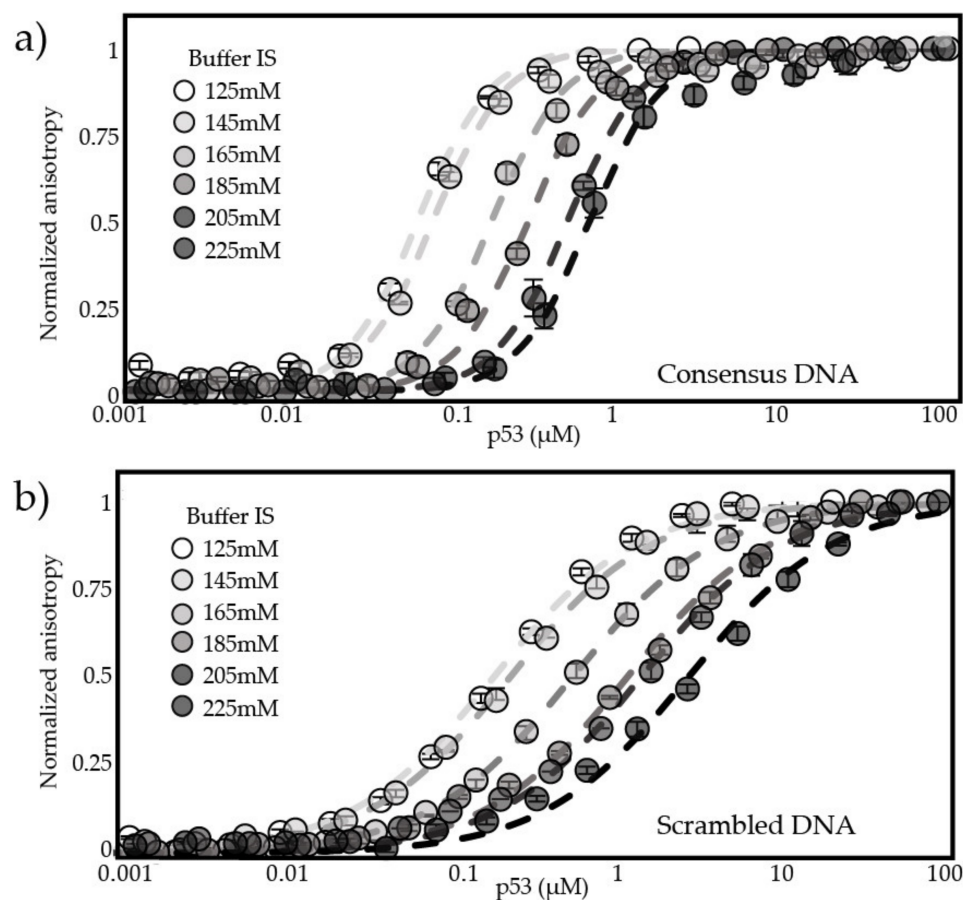 a)
Buffer IS
125mM
145mM
165mM
185mM
205mM
225mM
Normalized anisotropy
1
0.75
0.5
0.25
0
0.001
0.01
0.1
1
10
100
p53 (µM)
Consensus DNA
b)
Buffer IS
125mM
145mM
165mM
185mM
205mM
225mM
Normalized anisotropy
1
0.75
0.5
0.25
0
0.001
0.01
0.1
1
10
100
p53 (µM)
Scrambled DNA